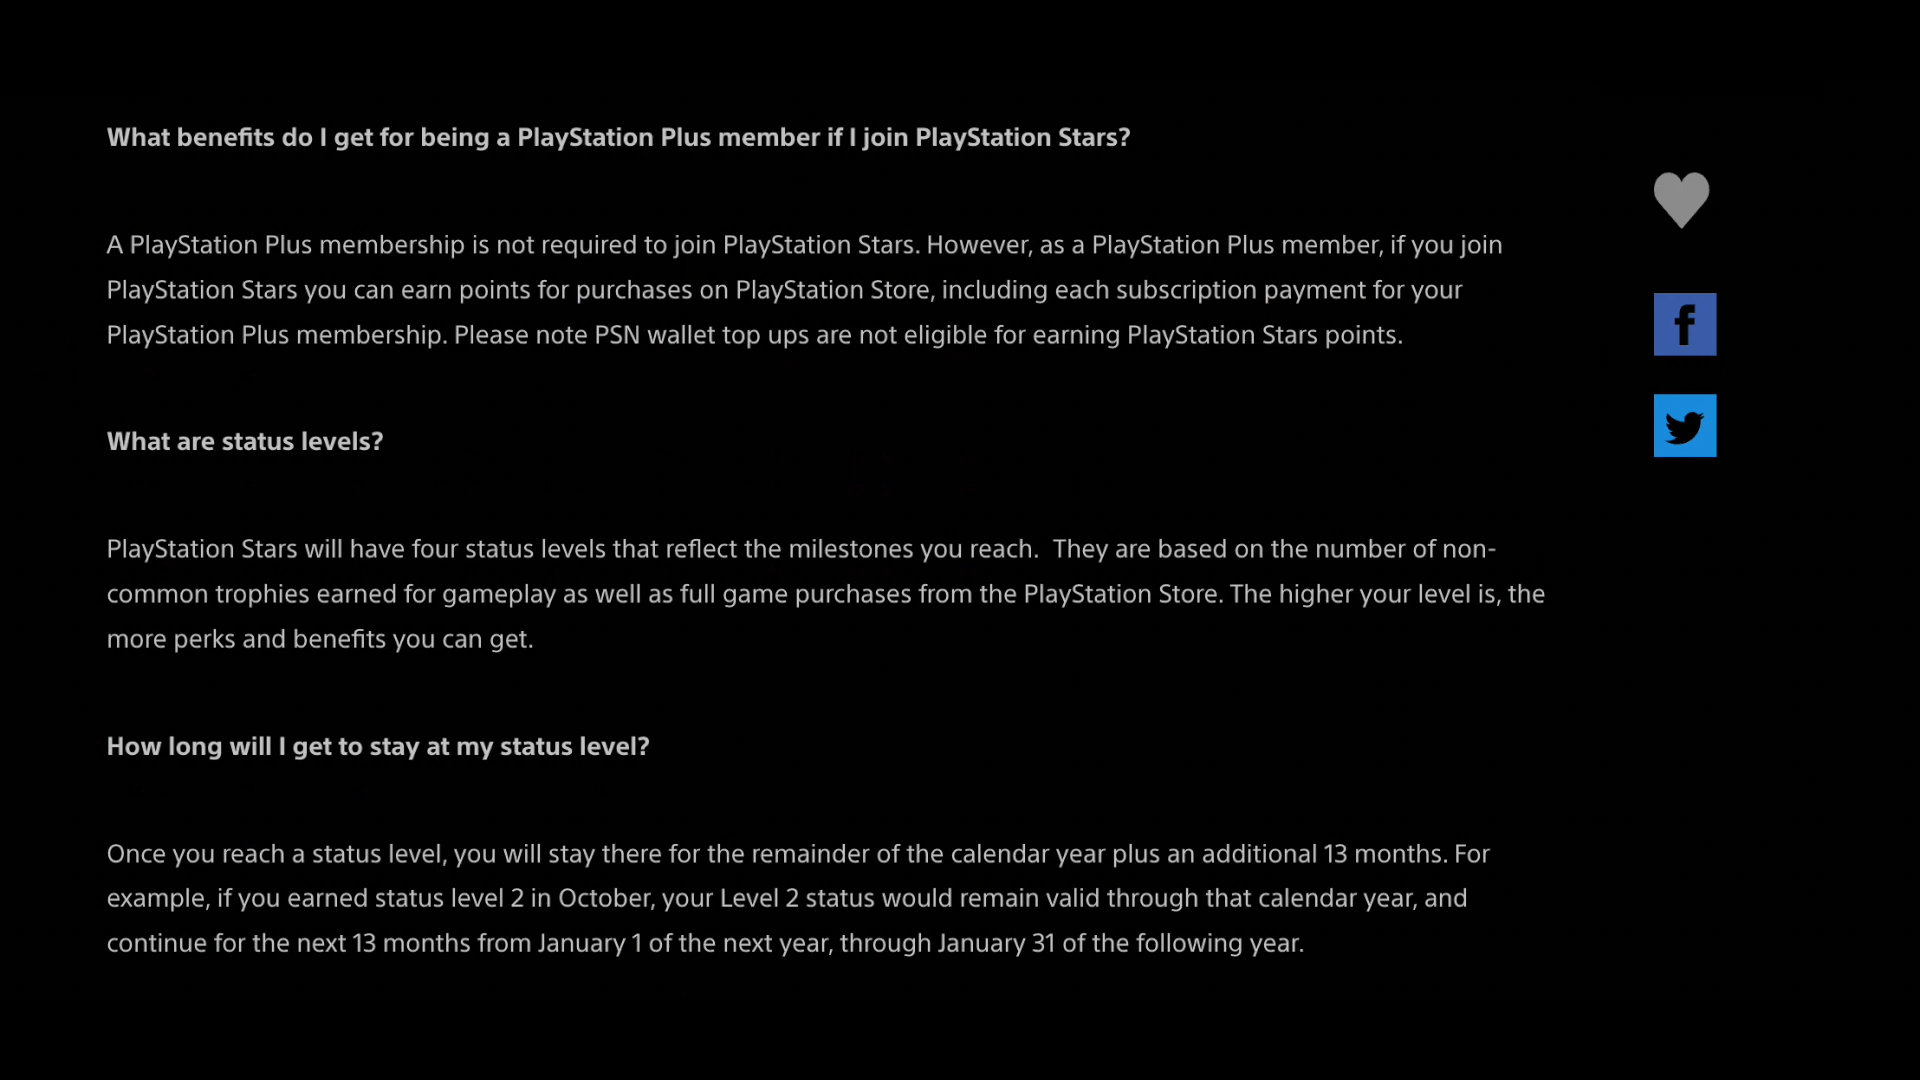 What benefits do I get for being a PlayStation Plus member if I join PlayStation Stars?
A PlayStation Plus membership is not required to join PlayStation Stars. However, as a PlayStation Plus member, if you join
PlayStation Stars you can earn points for purchases on PlayStation Store, including each subscription payment for your
PlayStation Plus membership. Please note PSN wallet top ups are not eligible for earning PlayStation Stars points.
What are status levels?
PlayStation Stars will have four status levels that reflect the milestones you reach.  They are based on the number of non-
common trophies earned for gameplay as well as full game purchases from the PlayStation Store. The higher your level is, the
more perks and benefits you can get.
How long will I get to stay at my status level?
Once you reach a status level, you will stay there for the remainder of the calendar year plus an additional 13 months. For
example, if you earned status level 2 in October, your Level 2 status would remain valid through that calendar year, and
continue for the next 13 months from January 1 of the next year, through January 31 of the following year.